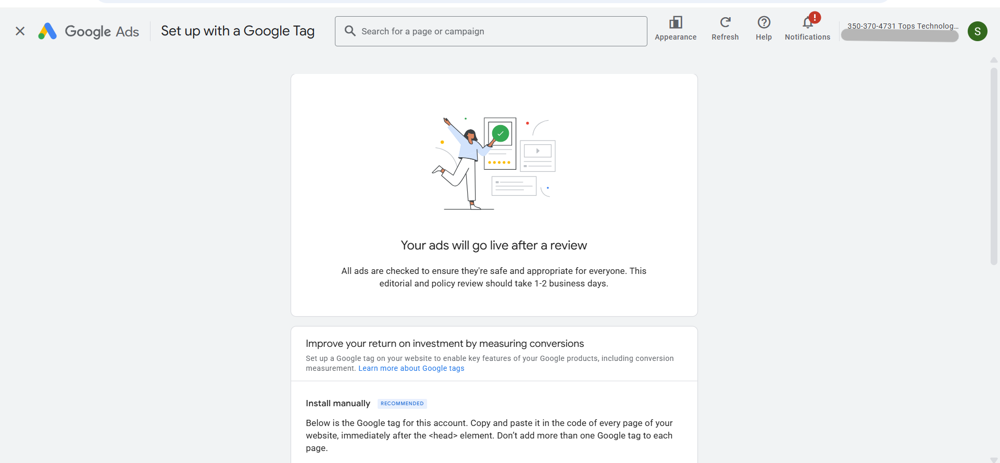 Google Ads
Set up with a Google Tag
Search for a page or campaign
Appearance
Refresh
Help
!
Notifications
350-370-4731 Tops Technolog...
S
Your ads will go live after a review
All ads are checked to ensure they're safe and appropriate for everyone. This
editorial and policy review should take 1-2 business days.
Improve your return on investment by measuring conversions
Set up a Google tag on your website to enable key features of your Google products, including conversion
measurement. Learn more about Google tags
Install manually RECOMMENDED
Below is the Google tag for this account. Copy and paste it in the code of every page of your
website, immediately after the <head> element. Don’t add more than one Google tag to each
page.